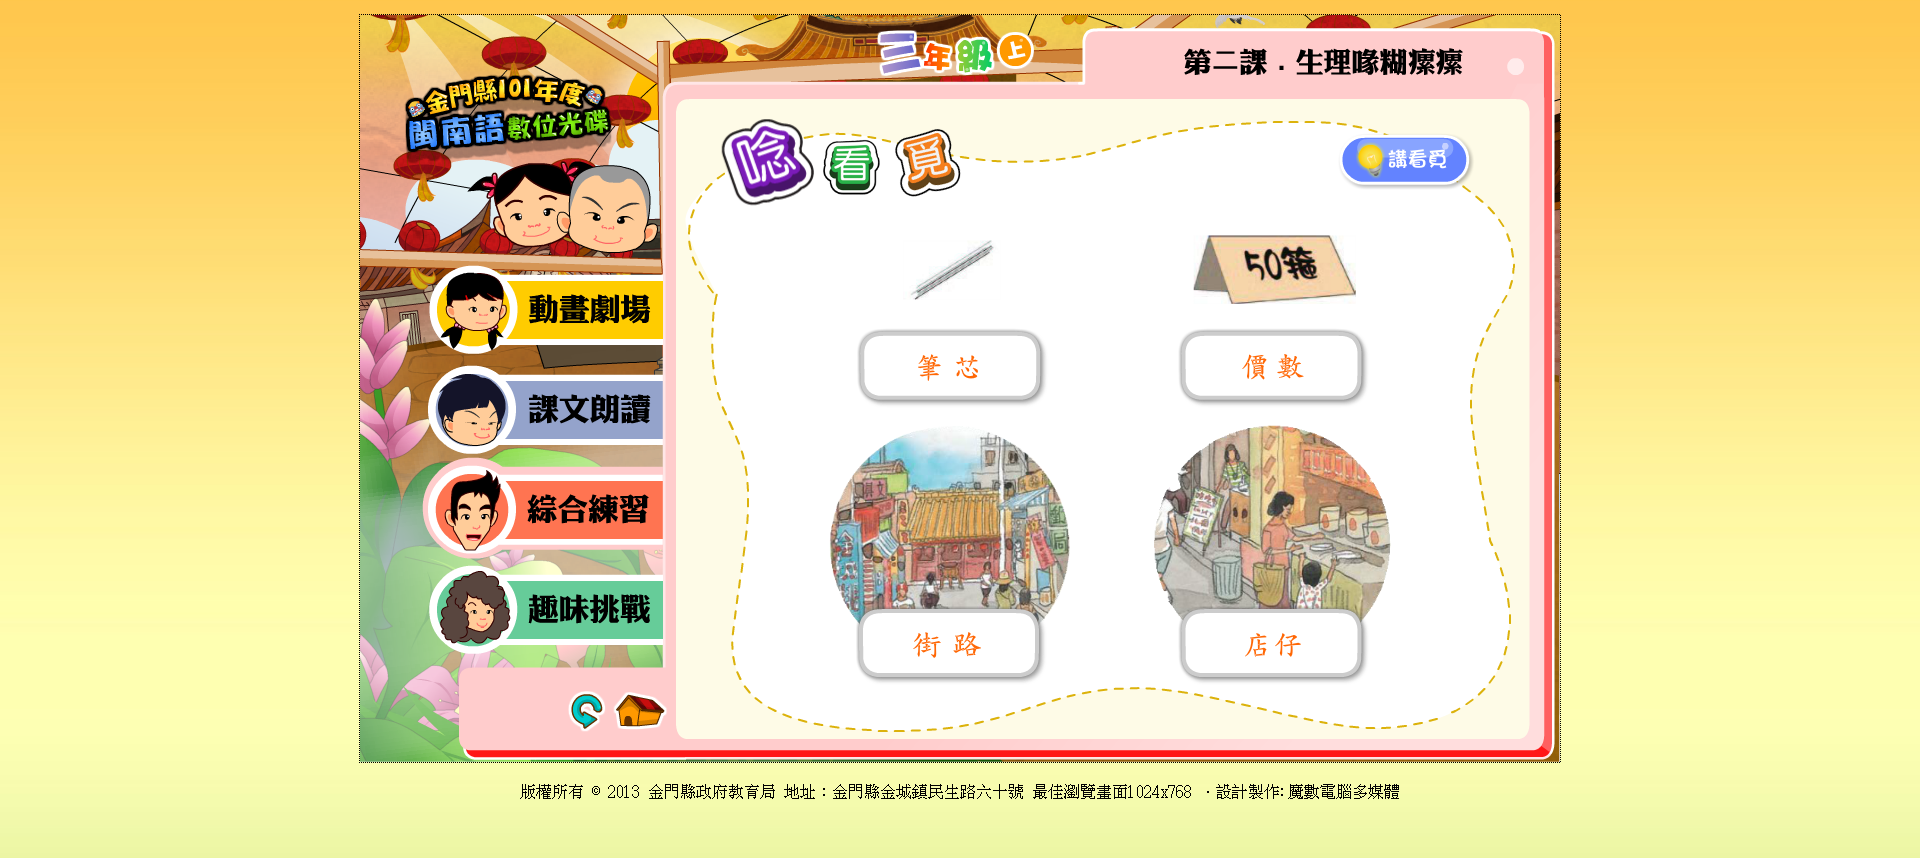 三年級 上
第二課．生理喙糊瘰瘰
金門縣101年度
閩南語數位光碟
唸看覓
講看覓
50箍
動畫劇場
筆芯
價數
課文朗讀
綜合練習
趣味挑戰
街路
店仔
版權所有 © 2013 金門縣政府教育局 地址：金門縣金城鎮民生路六十號 最佳瀏覽畫面1024x768 ．設計製作: 魔數電腦多媒體